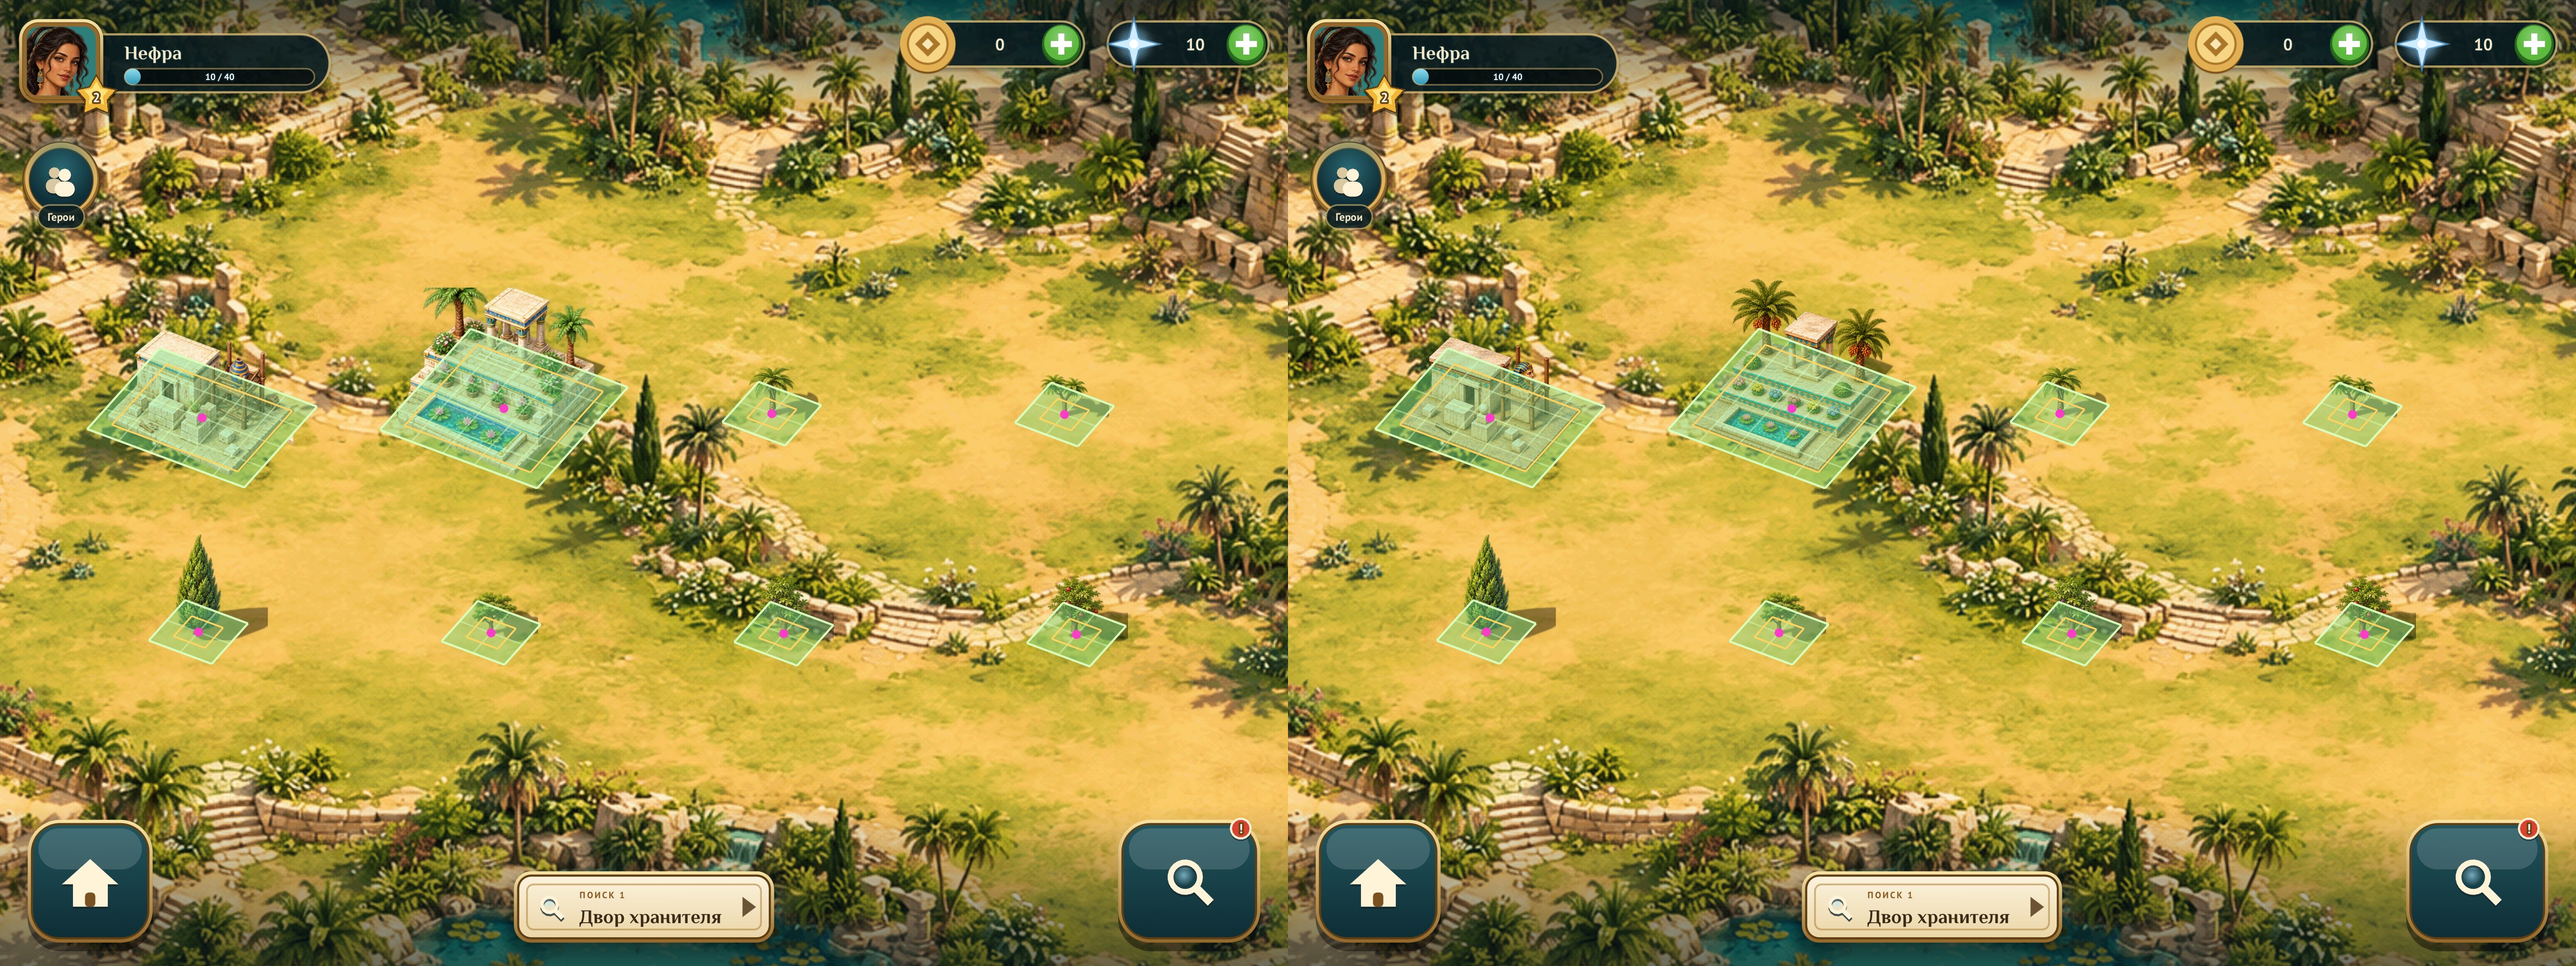 Нефра
10 / 40
2
0
10
Герои
!
ПОИСК 1
Двор хранителя
Нефра
10 / 40
2
0
10
Герои
!
ПОИСК 1
Двор хранителя